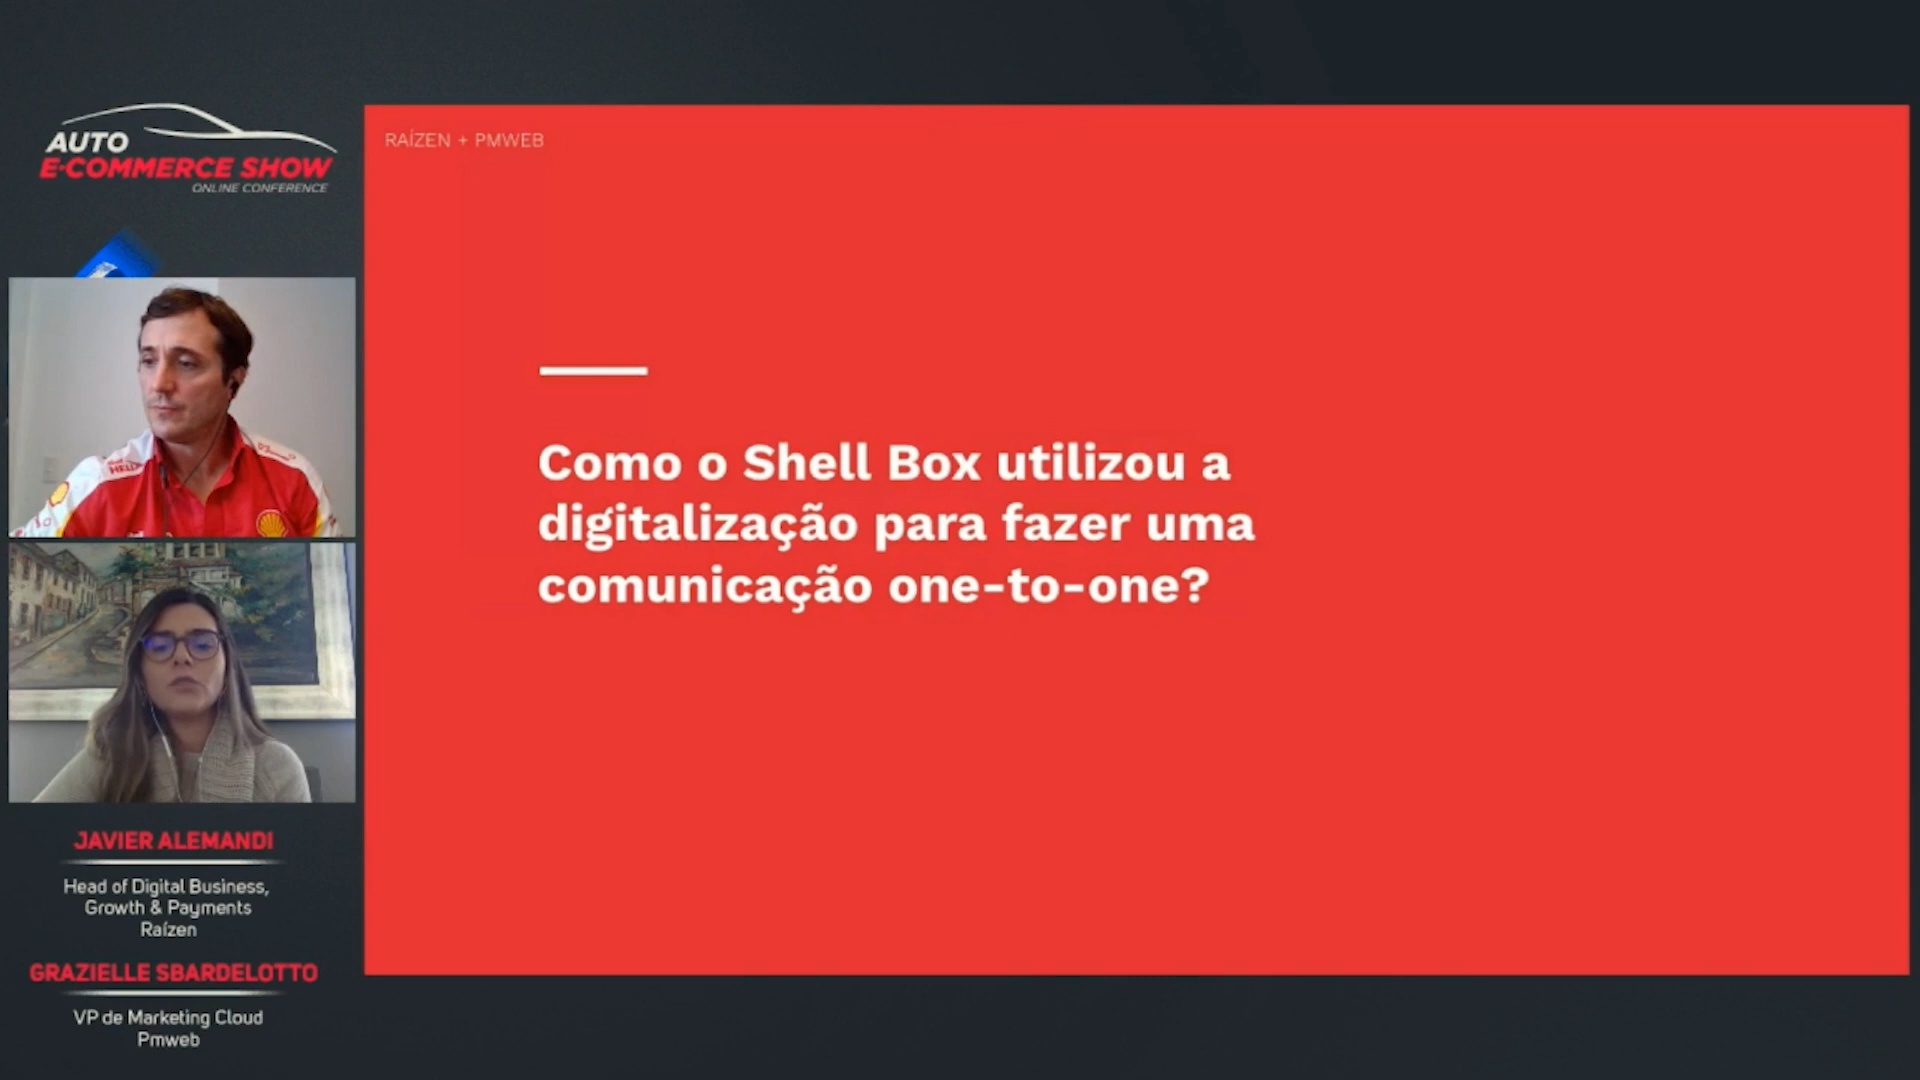 AUTO
E-COMMERCE SHOW
ONLINE CONFERENCE
RAÍZEN + PMWEB
Como o Shell Box utilizou a
digitalização para fazer uma
comunicação one-to-one?
JAVIER ALEMANDI
Head of Digital Business,
Growth & Payments
Raízen
GRAZIELLE SBARDELOTTO
VP de Marketing Cloud
Pmweb